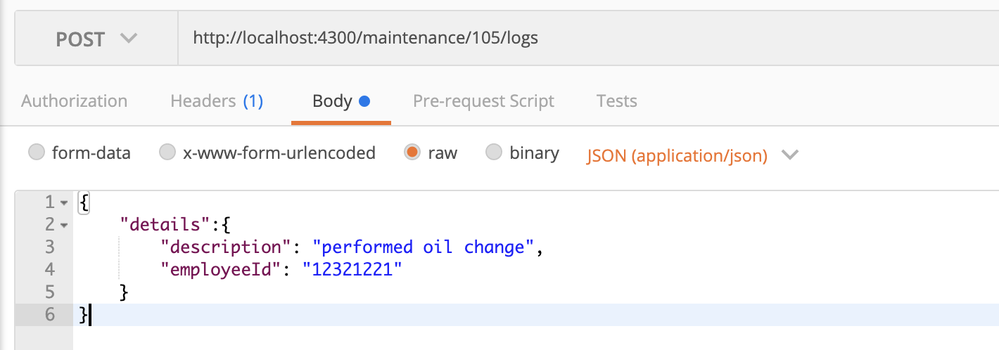 POST http://localhost:4300/maintenance/105/logs
Authorization Headers (1) Body Pre-request Script Tests
form-data x-www-form-urlencoded raw binary JSON (application/json)
1 {
2 "details":{
3 "description": "performed oil change",
4 "employeeId": "12321221"
5 }
6 }